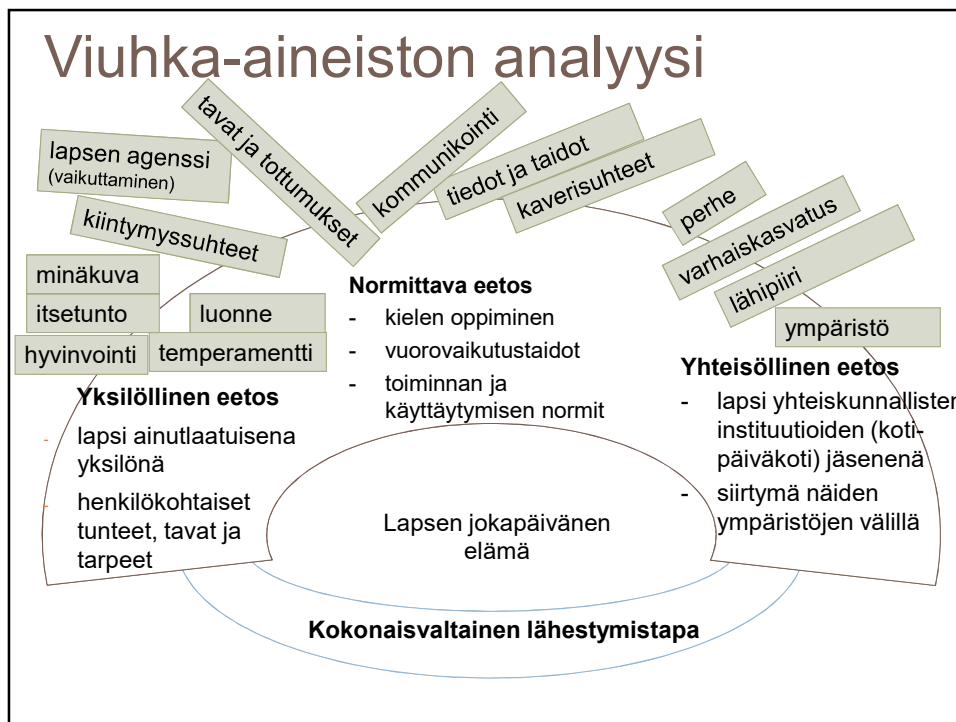 Viuhka-aineiston analyysi
lapsen agenssi
(vaikuttaminen)
tavat ja tottumukset
kommunikointi
tiedot ja taidot
kaverisuhteet
perhe
varhaiskasvatus
lähipiiri
ympäristö
kiintymyssuhteet
minäkuva
itsetunto
luonne
hyvinvointi
temperamentti
Yksilöllinen eetos
- lapsi ainutlaatuisena
yksilönä
- henkilökohtaiset
tunteet, tavat ja
tarpeet
Normittava eetos
- kielen oppiminen
- vuorovaikutustaidot
- toiminnan ja
käyttäytymisen normit
Yhteisöllinen eetos
- lapsi yhteiskunnallisten
instituutioiden (koti-
päiväkoti) jäsenenä
- siirtymä näiden
ympäristöjen välillä
Lapsen jokapäivänen
elämä
Kokonaisvaltainen lähestymistapa